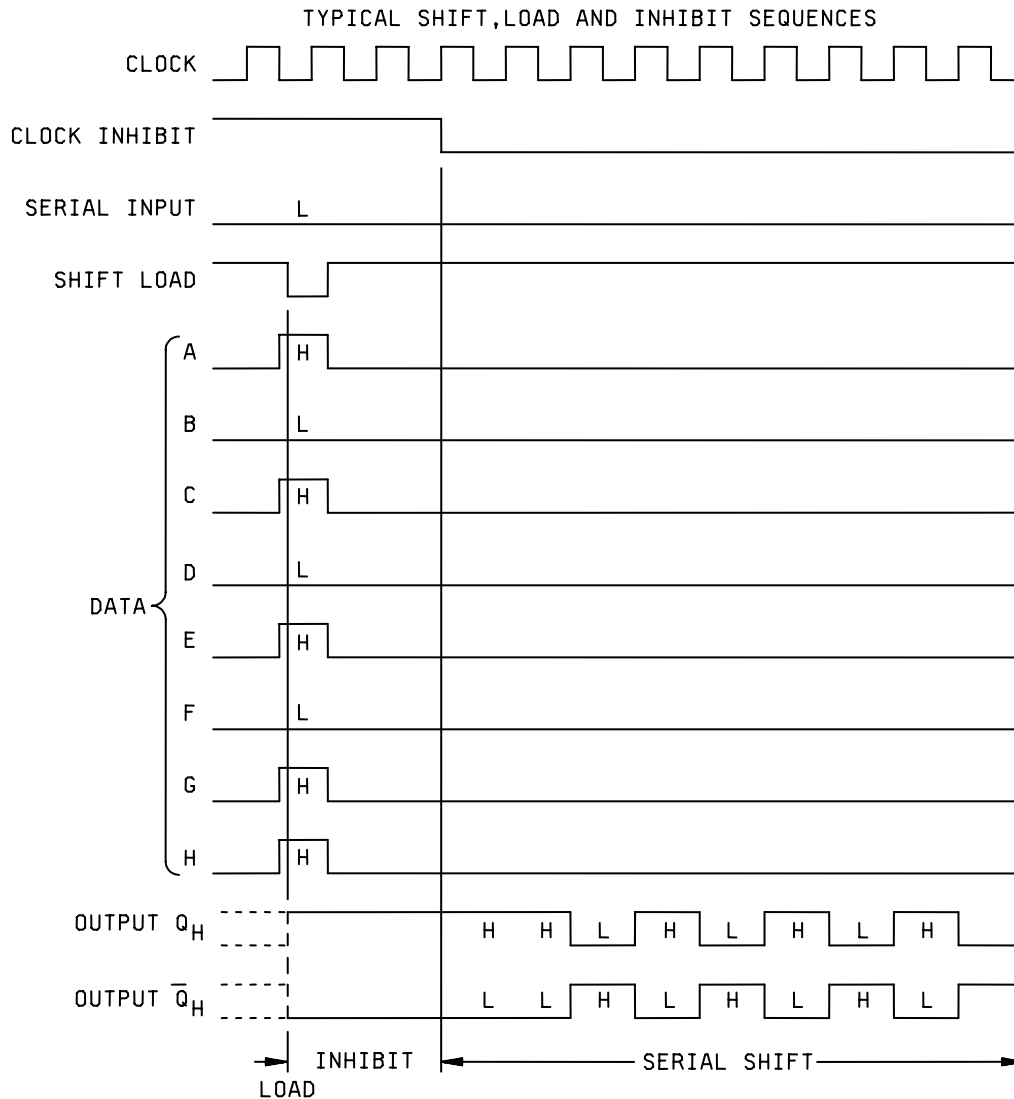 TYPICAL SHIFT,LOAD AND INHIBIT SEQUENCES
CLOCK
CLOCK INHIBIT
SERIAL INPUT L
SHIFT LOAD
A H
B L
C H
D L
DATA
E H
F L
G H
H H
OUTPUT QH H H L H L H L H
OUTPUT Q̅H L L H L H L H L
INHIBIT SERIAL SHIFT
LOAD